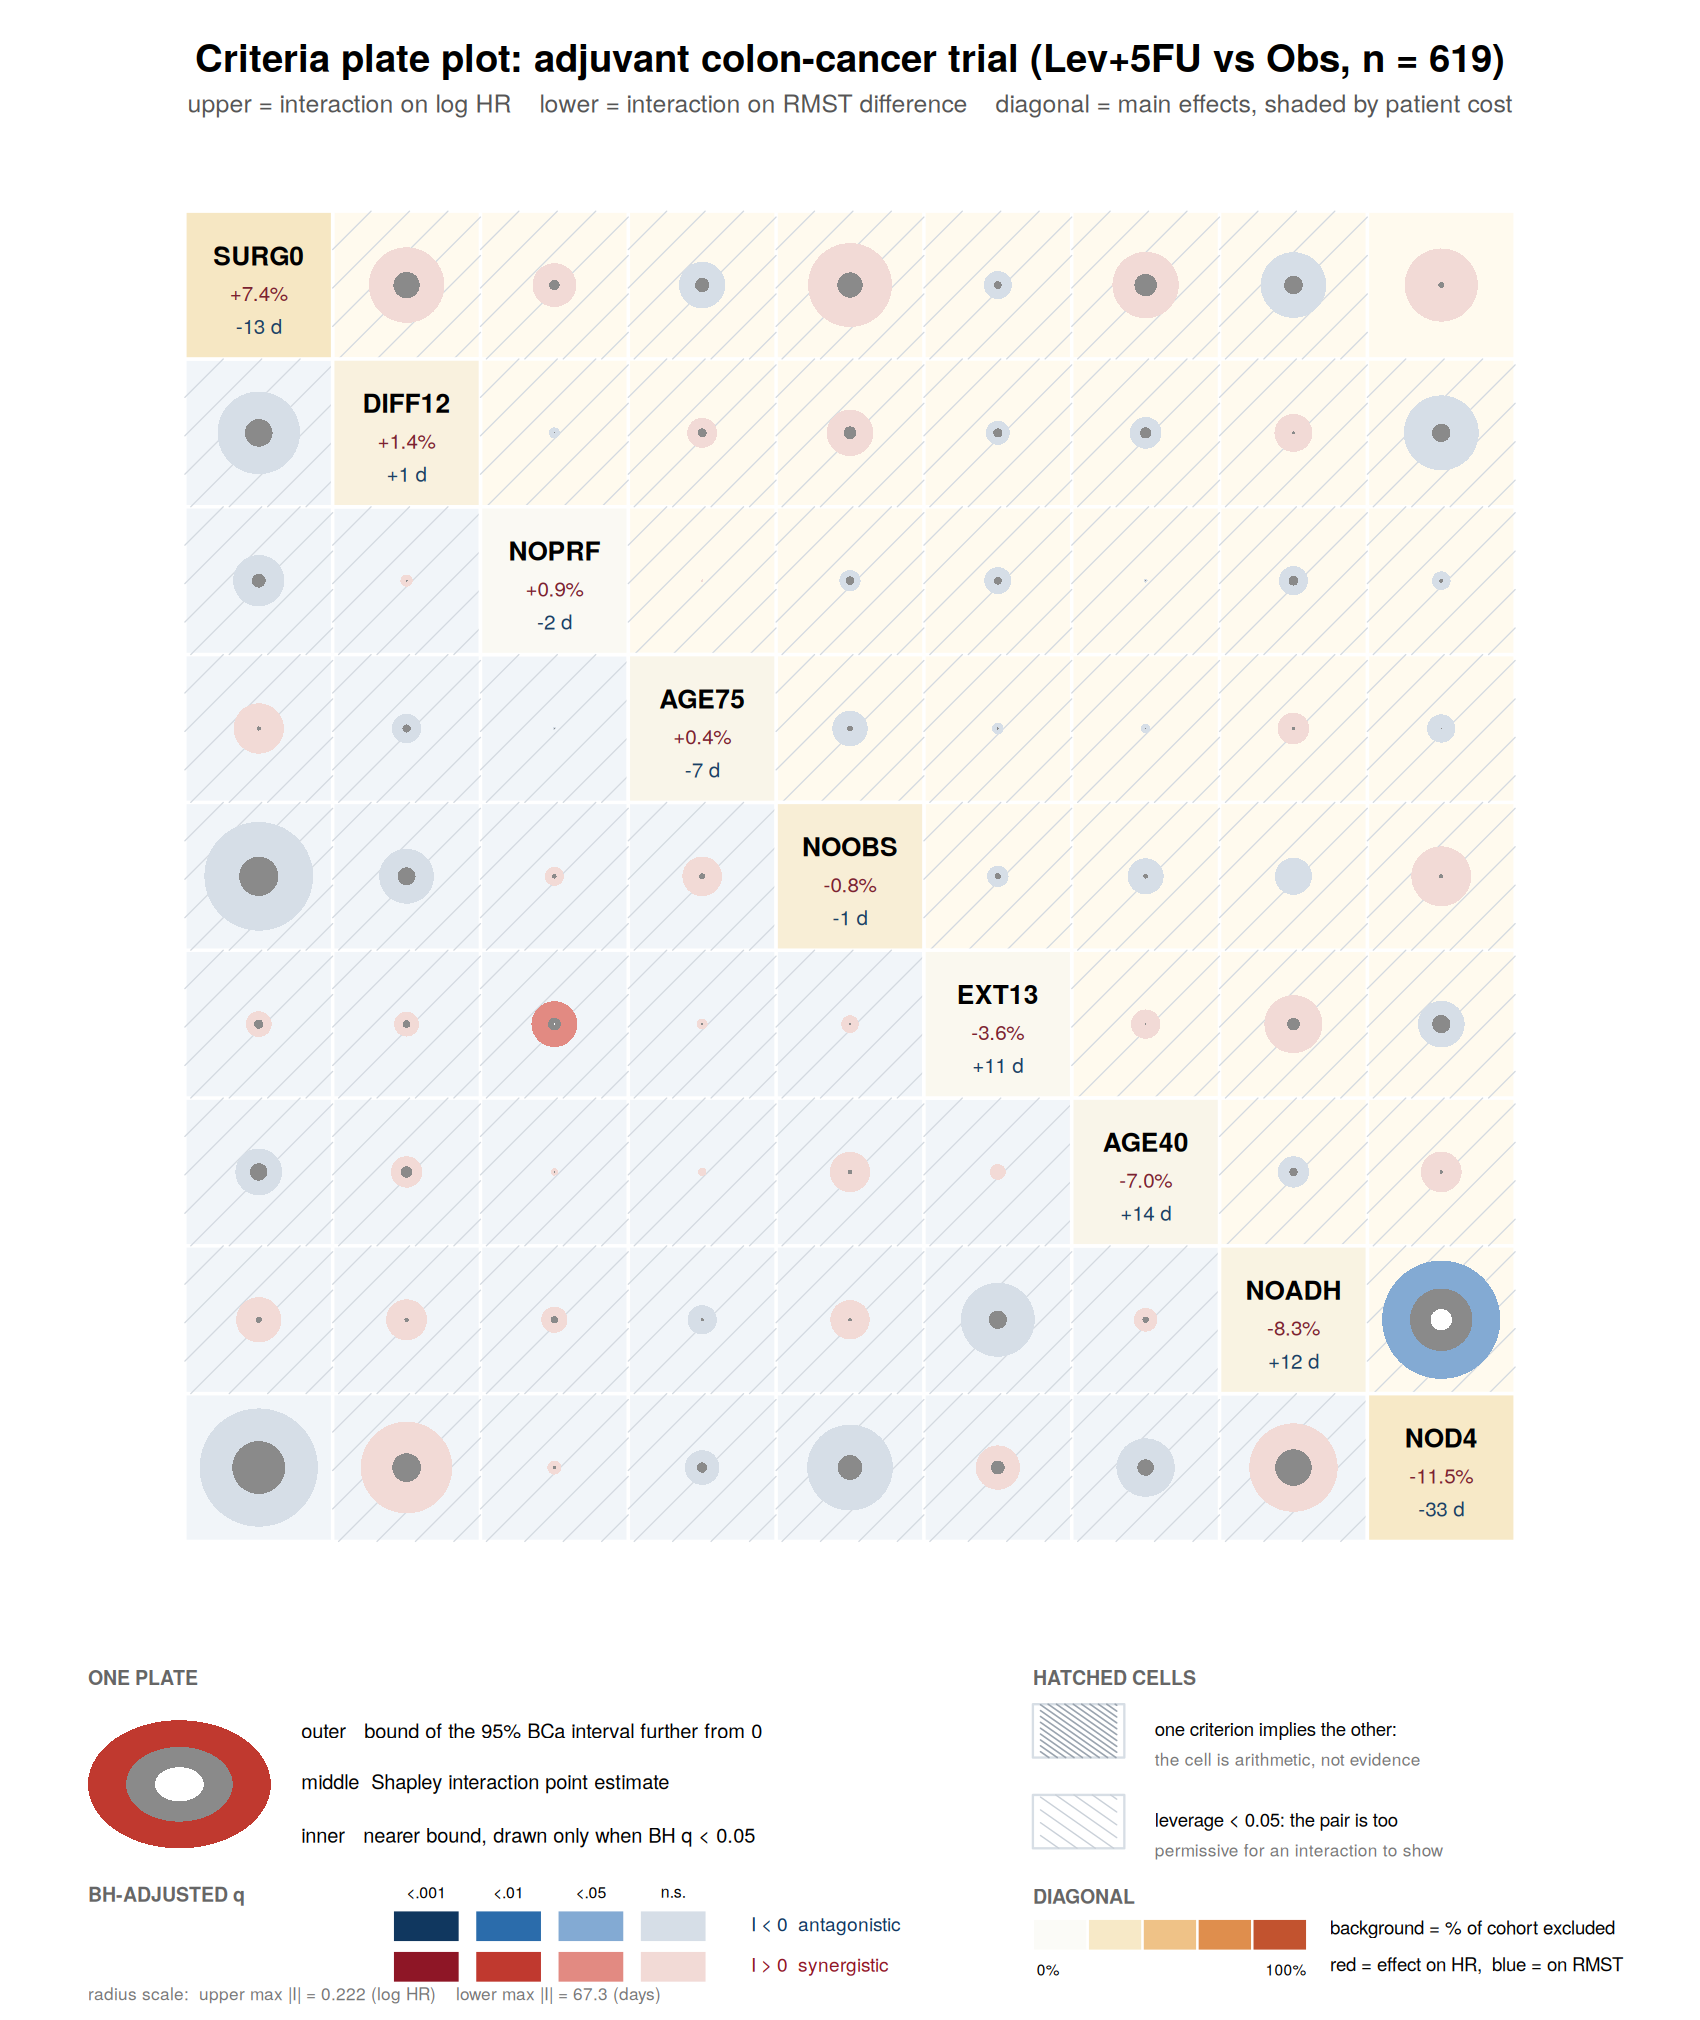 Criteria plate plot: adjuvant colon-cancer trial (Lev+5FU vs Obs, n = 619)
upper = interaction on log HR    lower = interaction on RMST difference    diagonal = main effects, shaded by patient cost
SURG0
+7.4%
-13 d
DIFF12
+1.4%
+1 d
NOPRF
+0.9%
-2 d
AGE75
+0.4%
-7 d
NOOBS
-0.8%
-1 d
EXT13
-3.6%
+11 d
AGE40
-7.0%
+14 d
NOADH
-8.3%
+12 d
NOD4
-11.5%
-33 d
ONE PLATE
outer   bound of the 95% BCa interval further from 0
middle  Shapley interaction point estimate
inner   nearer bound, drawn only when BH q < 0.05
BH-ADJUSTED q
<.001   <.01   <.05   n.s.
I < 0  antagonistic
I > 0  synergistic
radius scale:  upper max |I| = 0.222 (log HR)    lower max |I| = 67.3 (days)
HATCHED CELLS
one criterion implies the other:
the cell is arithmetic, not evidence
leverage < 0.05: the pair is too
permissive for an interaction to show
DIAGONAL
background = % of cohort excluded
0%   100%
red = effect on HR,  blue = on RMST